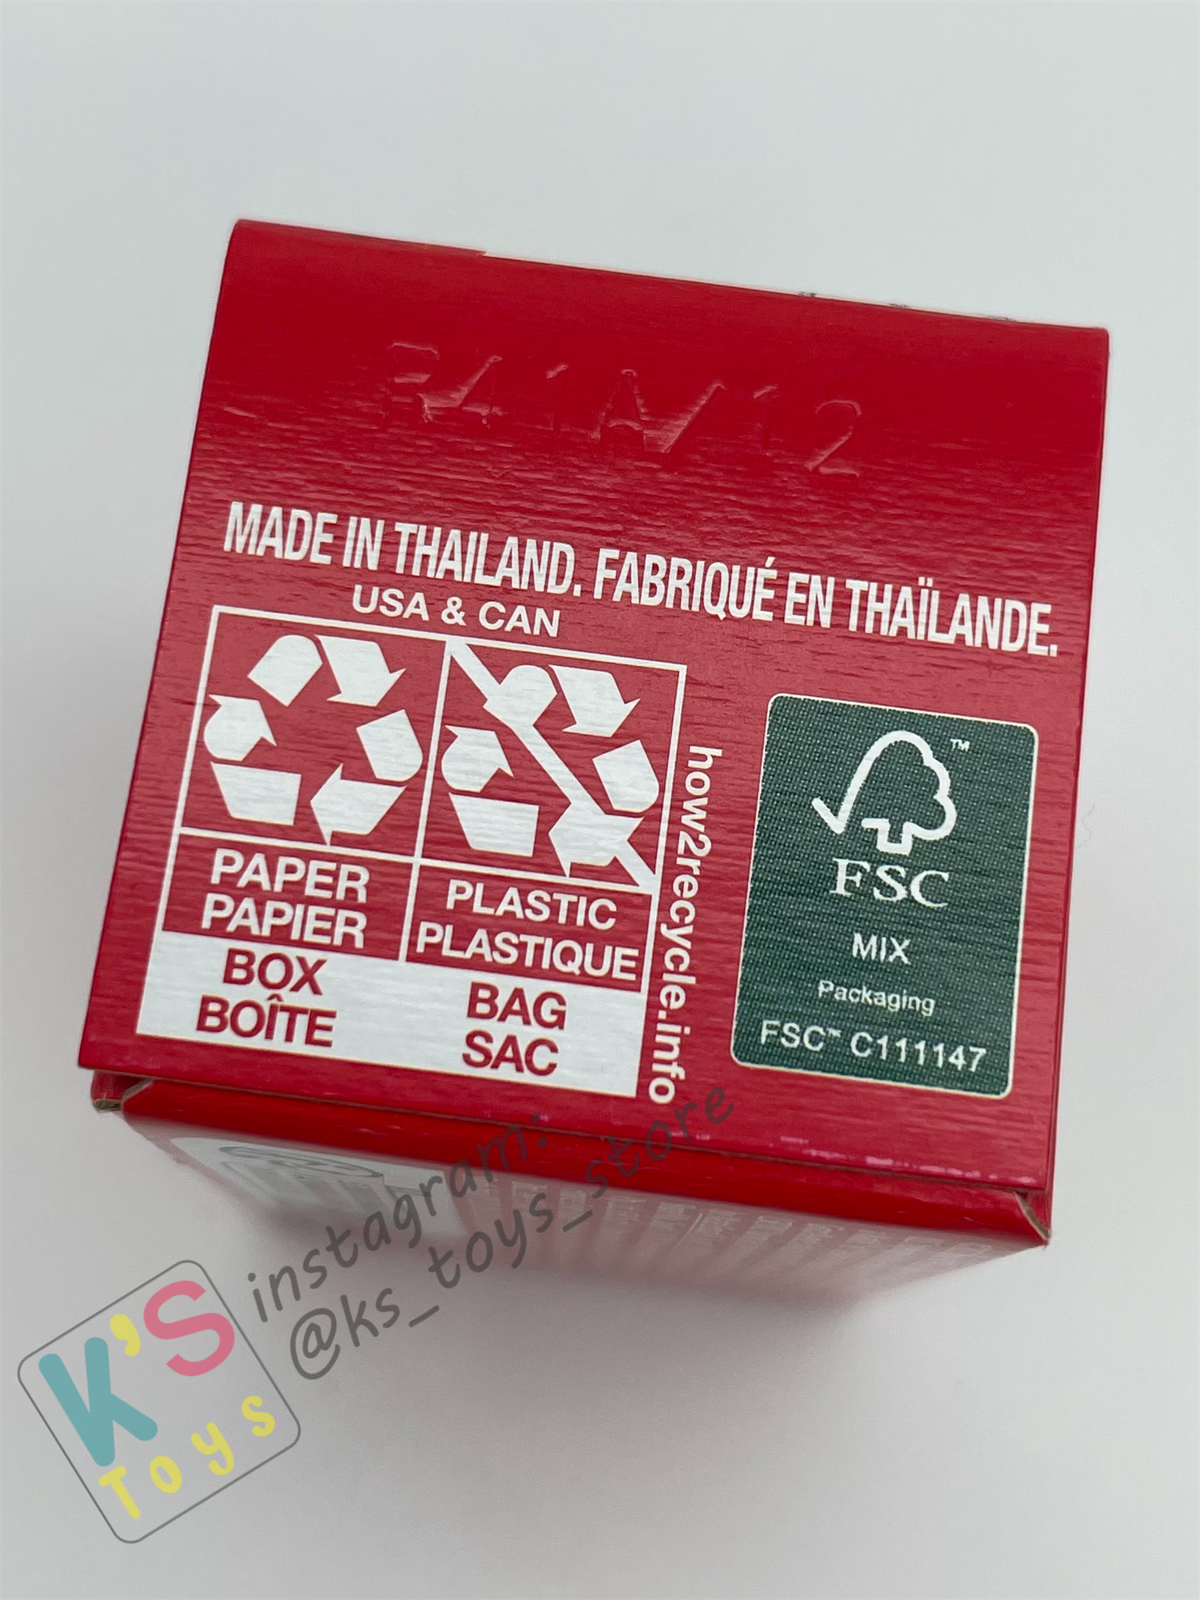 R41A/12
MADE IN THAILAND. FABRIQUÉ EN THAÏLANDE.
USA & CAN
PAPER
PAPIER
BOX
BOÎTE
PLASTIC
PLASTIQUE
BAG
SAC
how2recycle.info
™
FSC
MIX
Packaging
FSC™ C111147
instagram:
@ks_toys_store
K'S
Toys